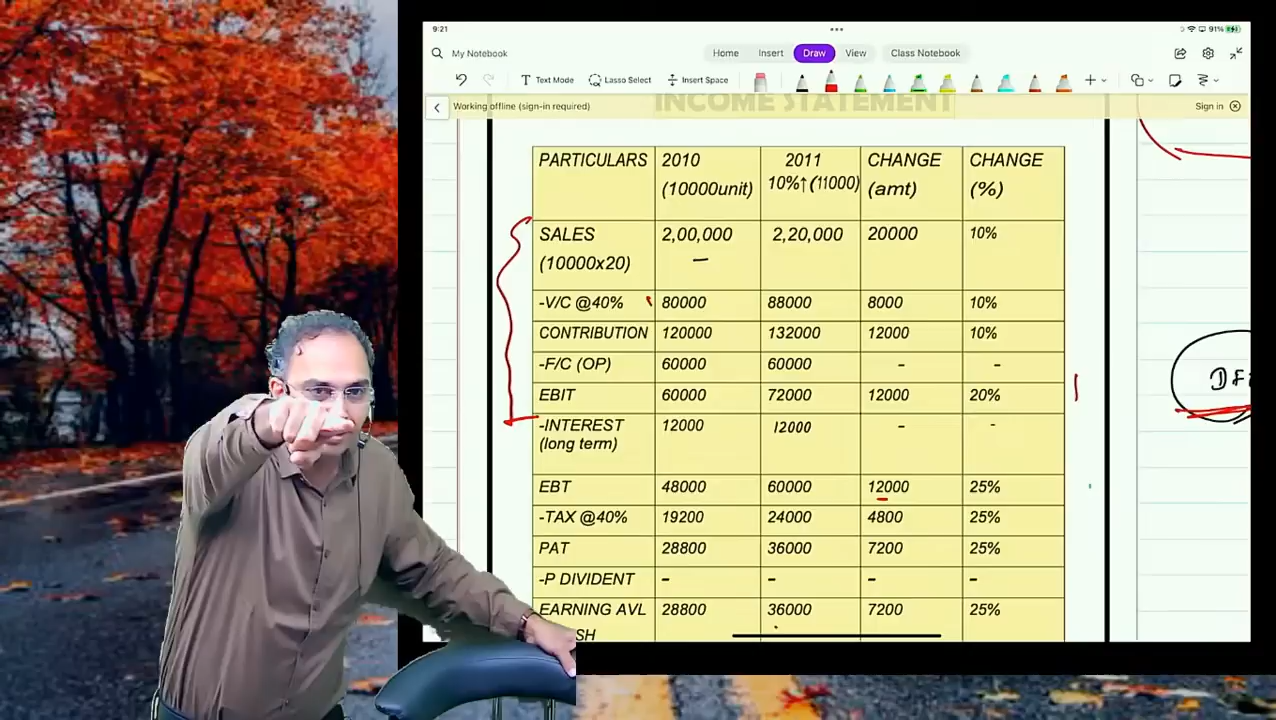 9:21
91%
My Notebook
Home Insert Draw View Class Notebook
Text Mode Lasso Select Insert Space
Working offline (sign-in required) Sign in
INCOME STATEMENT
PARTICULARS 2010 2011 CHANGE CHANGE
(10000unit) 10%↑(11000) (amt) (%)
SALES 2,00,000 2,20,000 20000 10%
(10000x20)
-V/C @40% 80000 88000 8000 10%
CONTRIBUTION 120000 132000 12000 10%
-F/C (OP) 60000 60000 - -
EBIT 60000 72000 12000 20%
-INTEREST 12000 12000 - -
(long term)
EBT 48000 60000 12000 25%
-TAX @40% 19200 24000 4800 25%
PAT 28800 36000 7200 25%
-P DIVIDENT - - - -
EARNING AVL 28800 36000 7200 25%
SH